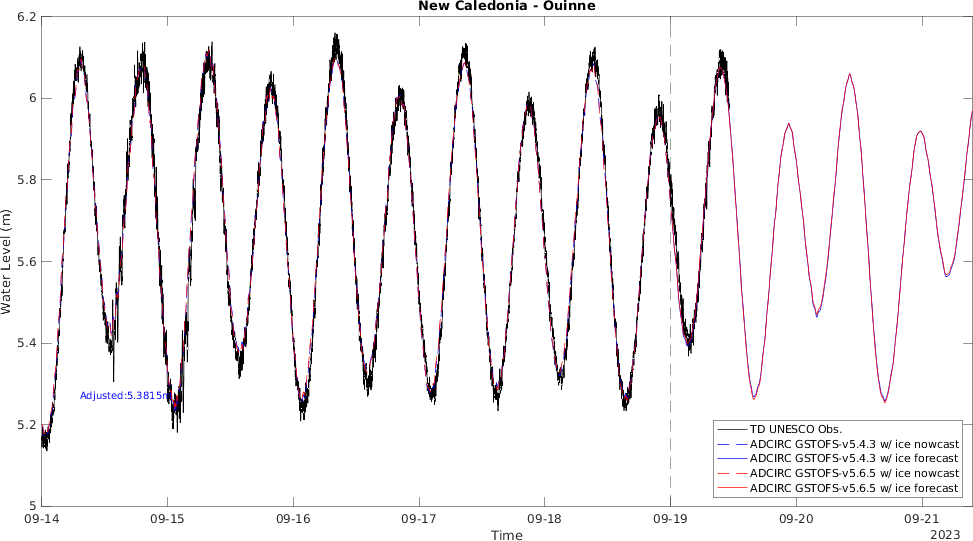 New Caledonia - Ouinne
6.2
6
5.8
5.6
5.4
5.2
5
Water Level (m)
Adjusted:5.3815m
TD UNESCO Obs.
ADCIRC GSTOFS-v5.4.3 w/ ice nowcast
ADCIRC GSTOFS-v5.4.3 w/ ice forecast
ADCIRC GSTOFS-v5.6.5 w/ ice nowcast
ADCIRC GSTOFS-v5.6.5 w/ ice forecast
09-14 09-15 09-16 09-17 09-18 09-19 09-20 09-21
Time
2023